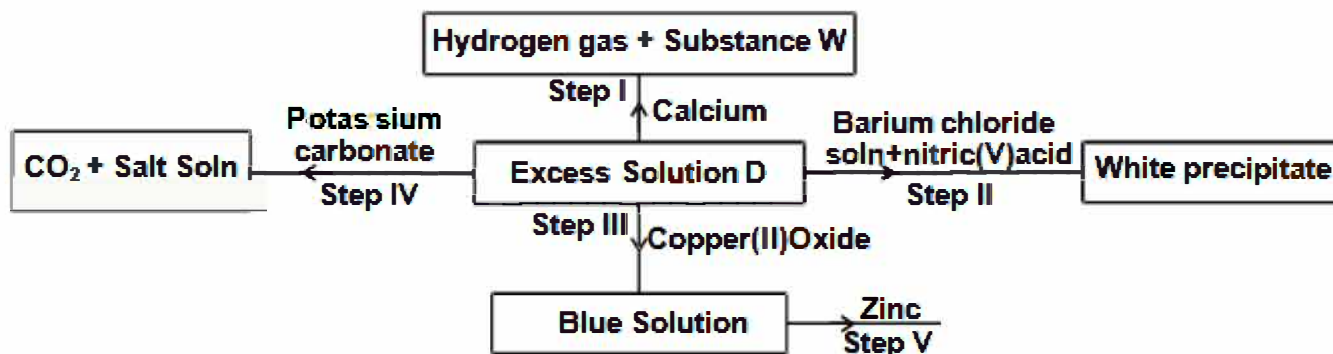 Hydrogen gas + Substance W
Step I
Calcium
Potas sium
carbonate
Barium chloride
soln+nitric(V)acid
CO₂ + Salt Soln
Step IV
Excess Solution D
Step II
White precipitate
Step III
Copper(II)Oxide
Blue Solution
Zinc
Step V